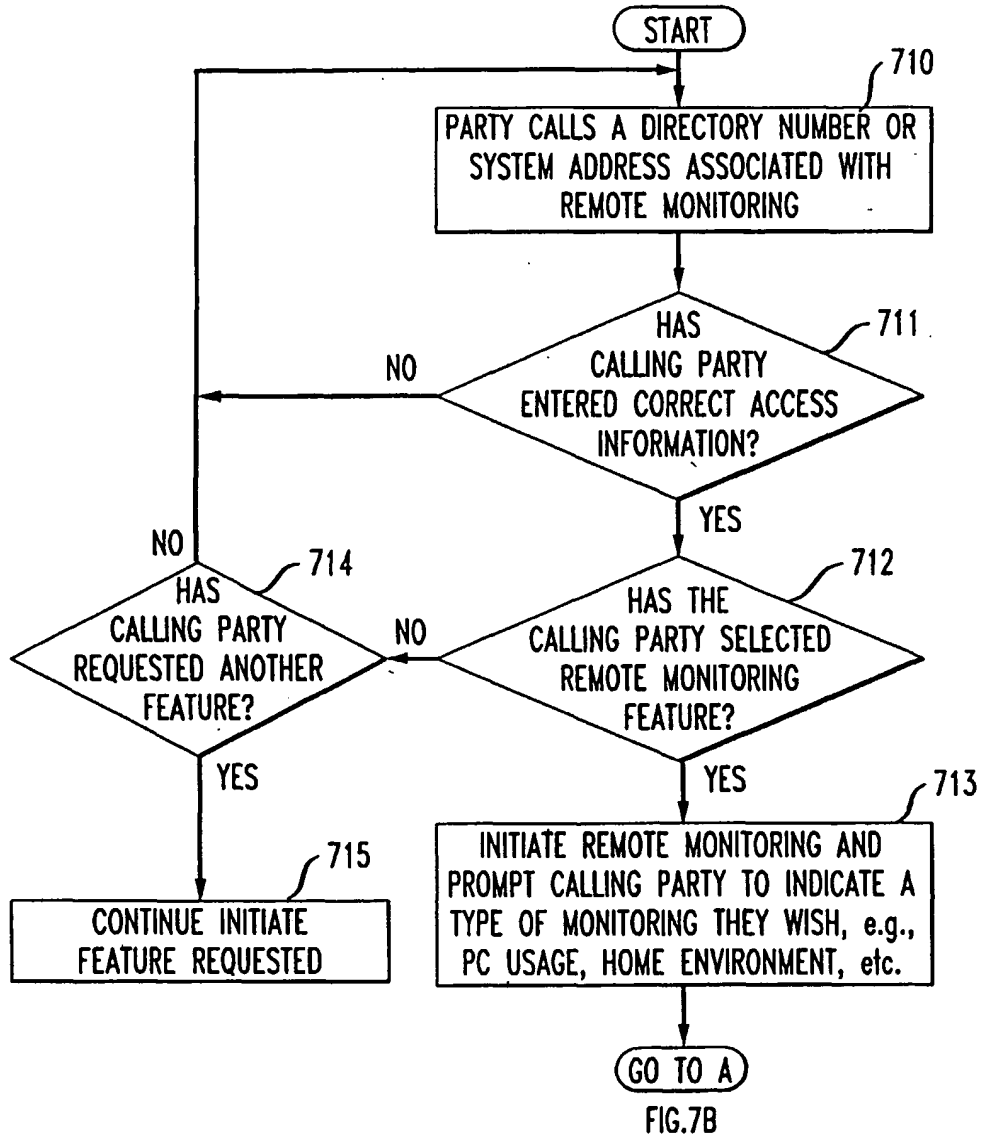 START
710
PARTY CALLS A DIRECTORY NUMBER OR
SYSTEM ADDRESS ASSOCIATED WITH
REMOTE MONITORING
711
HAS
CALLING PARTY
ENTERED CORRECT ACCESS
INFORMATION?
NO
YES
712
HAS THE
CALLING PARTY SELECTED
REMOTE MONITORING
FEATURE?
NO
YES
714
HAS
CALLING PARTY
REQUESTED ANOTHER
FEATURE?
NO
YES
715
CONTINUE INITIATE
FEATURE REQUESTED
713
INITIATE REMOTE MONITORING AND
PROMPT CALLING PARTY TO INDICATE A
TYPE OF MONITORING THEY WISH, e.g.,
PC USAGE, HOME ENVIRONMENT, etc.
GO TO A
FIG.7B